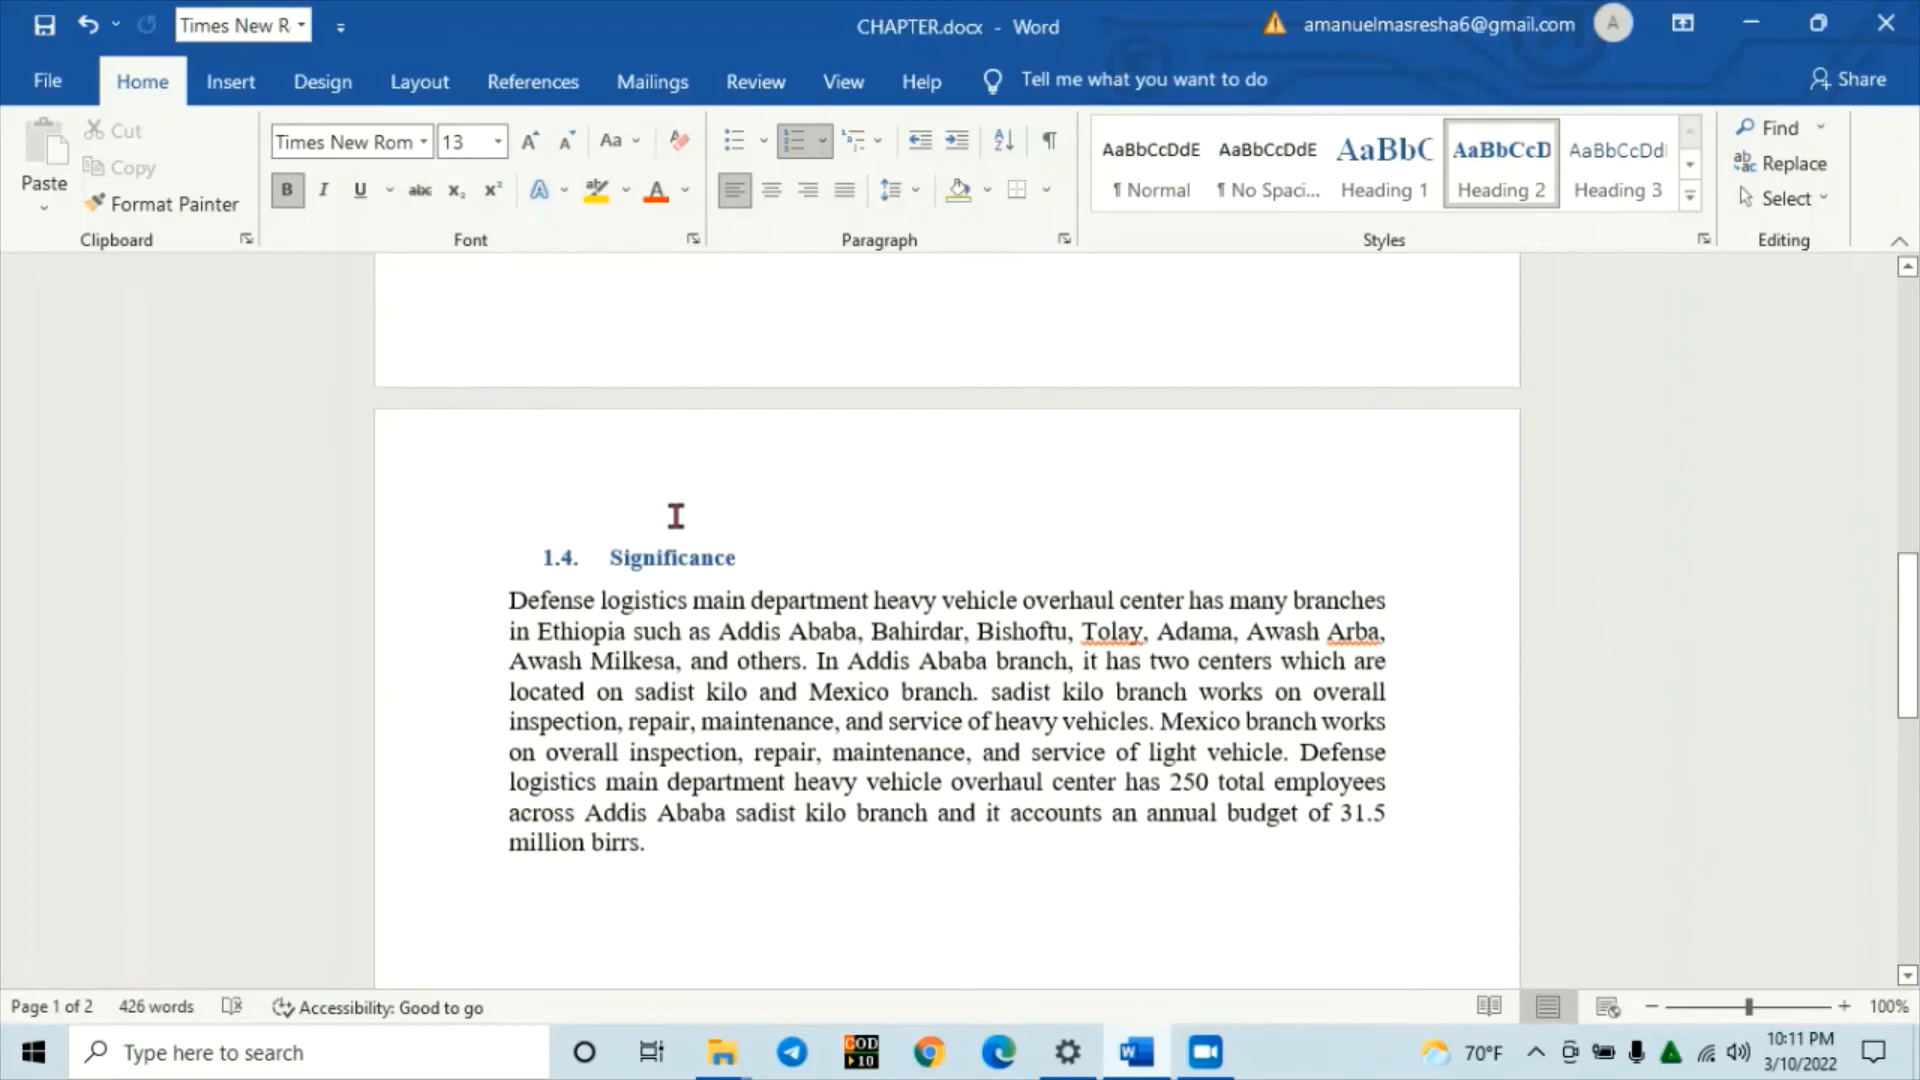 Times New R
CHAPTER.docx - Word
amanuelmasresha6@gmail.com
A
File
Home
Insert
Design
Layout
References
Mailings
Review
View
Help
Tell me what you want to do
Share
Paste
Cut
Copy
Format Painter
Clipboard
Times New Rom
13
Font
Paragraph
AaBbCcDdE
¶ Normal
AaBbCcDdE
¶ No Spaci...
AaBbC
Heading 1
AaBbCcD
Heading 2
AaBbCcDd
Heading 3
Styles
Find
Replace
Select
Editing
1.4. Significance
Defense logistics main department heavy vehicle overhaul center has many branches
in Ethiopia such as Addis Ababa, Bahirdar, Bishoftu, Tolay, Adama, Awash Arba,
Awash Milkesa, and others. In Addis Ababa branch, it has two centers which are
located on sadist kilo and Mexico branch. sadist kilo branch works on overall
inspection, repair, maintenance, and service of heavy vehicles. Mexico branch works
on overall inspection, repair, maintenance, and service of light vehicle. Defense
logistics main department heavy vehicle overhaul center has 250 total employees
across Addis Ababa sadist kilo branch and it accounts an annual budget of 31.5
million birrs.
Page 1 of 2
426 words
Accessibility: Good to go
100%
Type here to search
COD
10
70°F
10:11 PM
3/10/2022